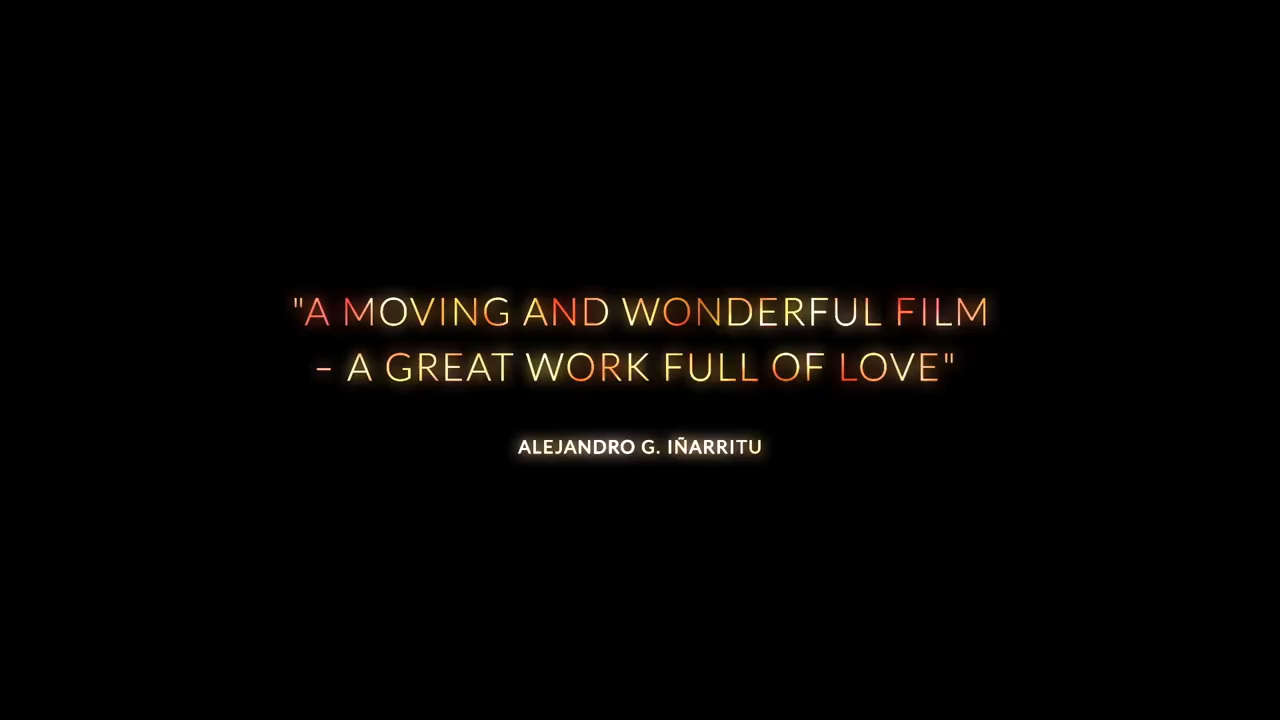 "A MOVING AND WONDERFUL FILM
– A GREAT WORK FULL OF LOVE"
ALEJANDRO G. IÑARRITU